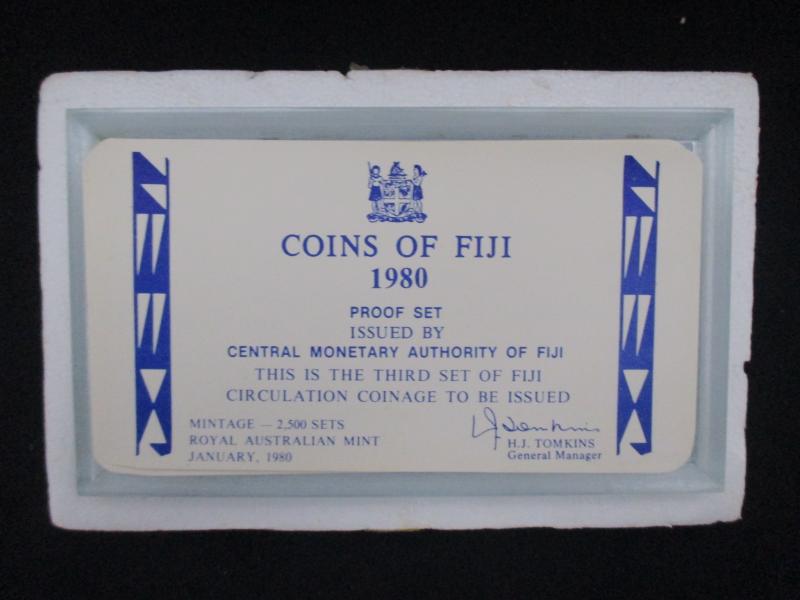 COINS OF FIJI
1980
PROOF SET
ISSUED BY
CENTRAL MONETARY AUTHORITY OF FIJI
THIS IS THE THIRD SET OF FIJI
CIRCULATION COINAGE TO BE ISSUED
MINTAGE — 2,500 SETS
ROYAL AUSTRALIAN MINT
JANUARY, 1980
H.J. Tomkins
H.J. TOMKINS
General Manager